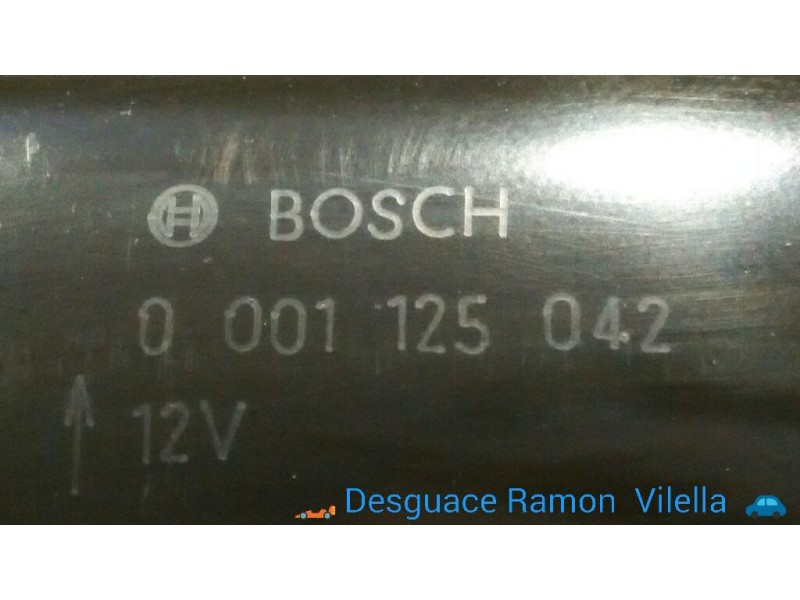 BOSCH
0 001 125 042
12V
Desguace Ramon Vilella